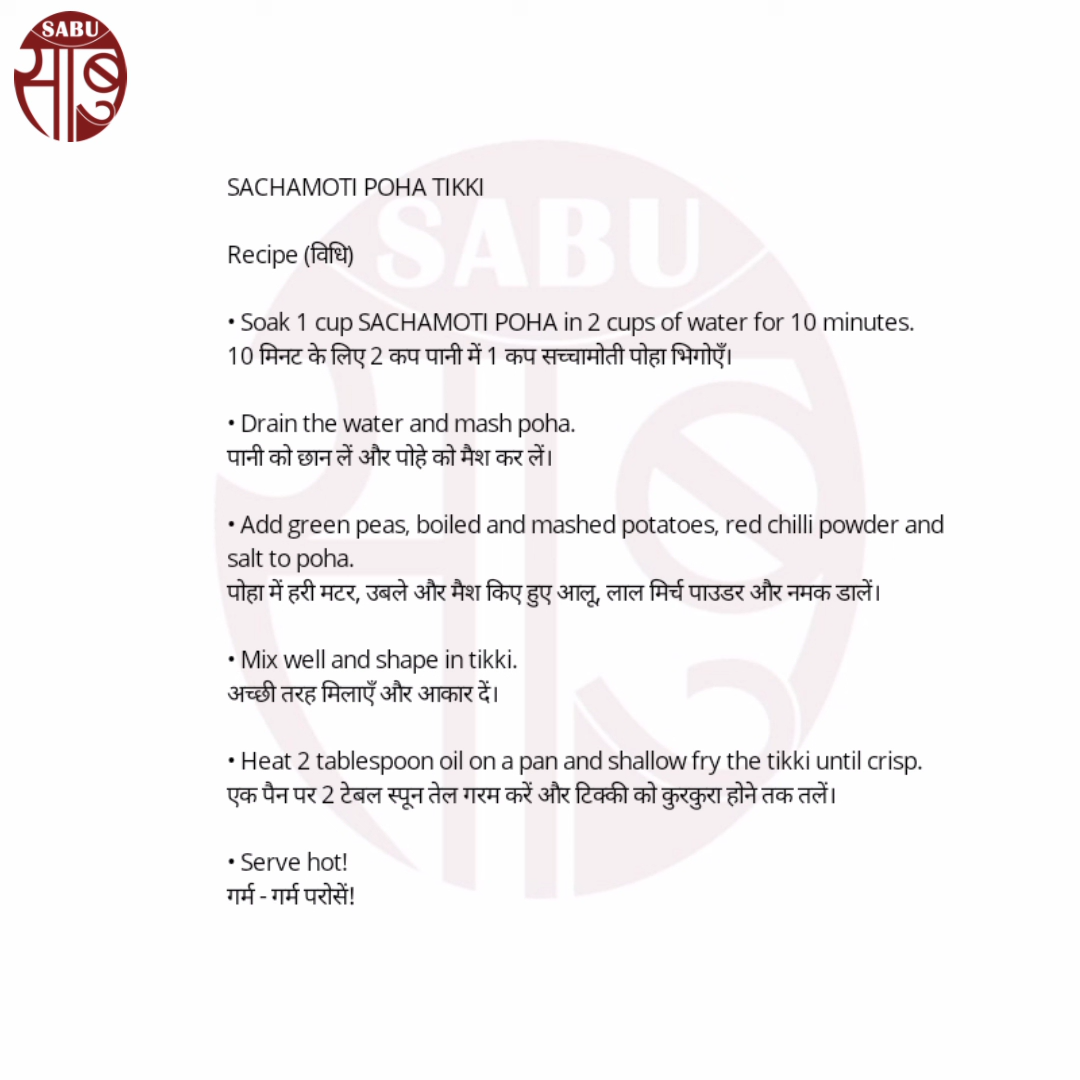 SABU
साबु
SACHAMOTI POHA TIKKI
Recipe (विधि)
• Soak 1 cup SACHAMOTI POHA in 2 cups of water for 10 minutes.
10 मिनट के लिए 2 कप पानी में 1 कप सच्चामोती पोहा भिगोएँ।
• Drain the water and mash poha.
पानी को छान लें और पोहे को मैश कर लें।
• Add green peas, boiled and mashed potatoes, red chilli powder and
salt to poha.
पोहा में हरी मटर, उबले और मैश किए हुए आलू, लाल मिर्च पाउडर और नमक डालें।
• Mix well and shape in tikki.
अच्छी तरह मिलाएँ और आकार दें।
• Heat 2 tablespoon oil on a pan and shallow fry the tikki until crisp.
एक पैन पर 2 टेबल स्पून तेल गरम करें और टिक्की को कुरकुरा होने तक तलें।
• Serve hot!
गर्म - गर्म परोसें!
SABU
साबु